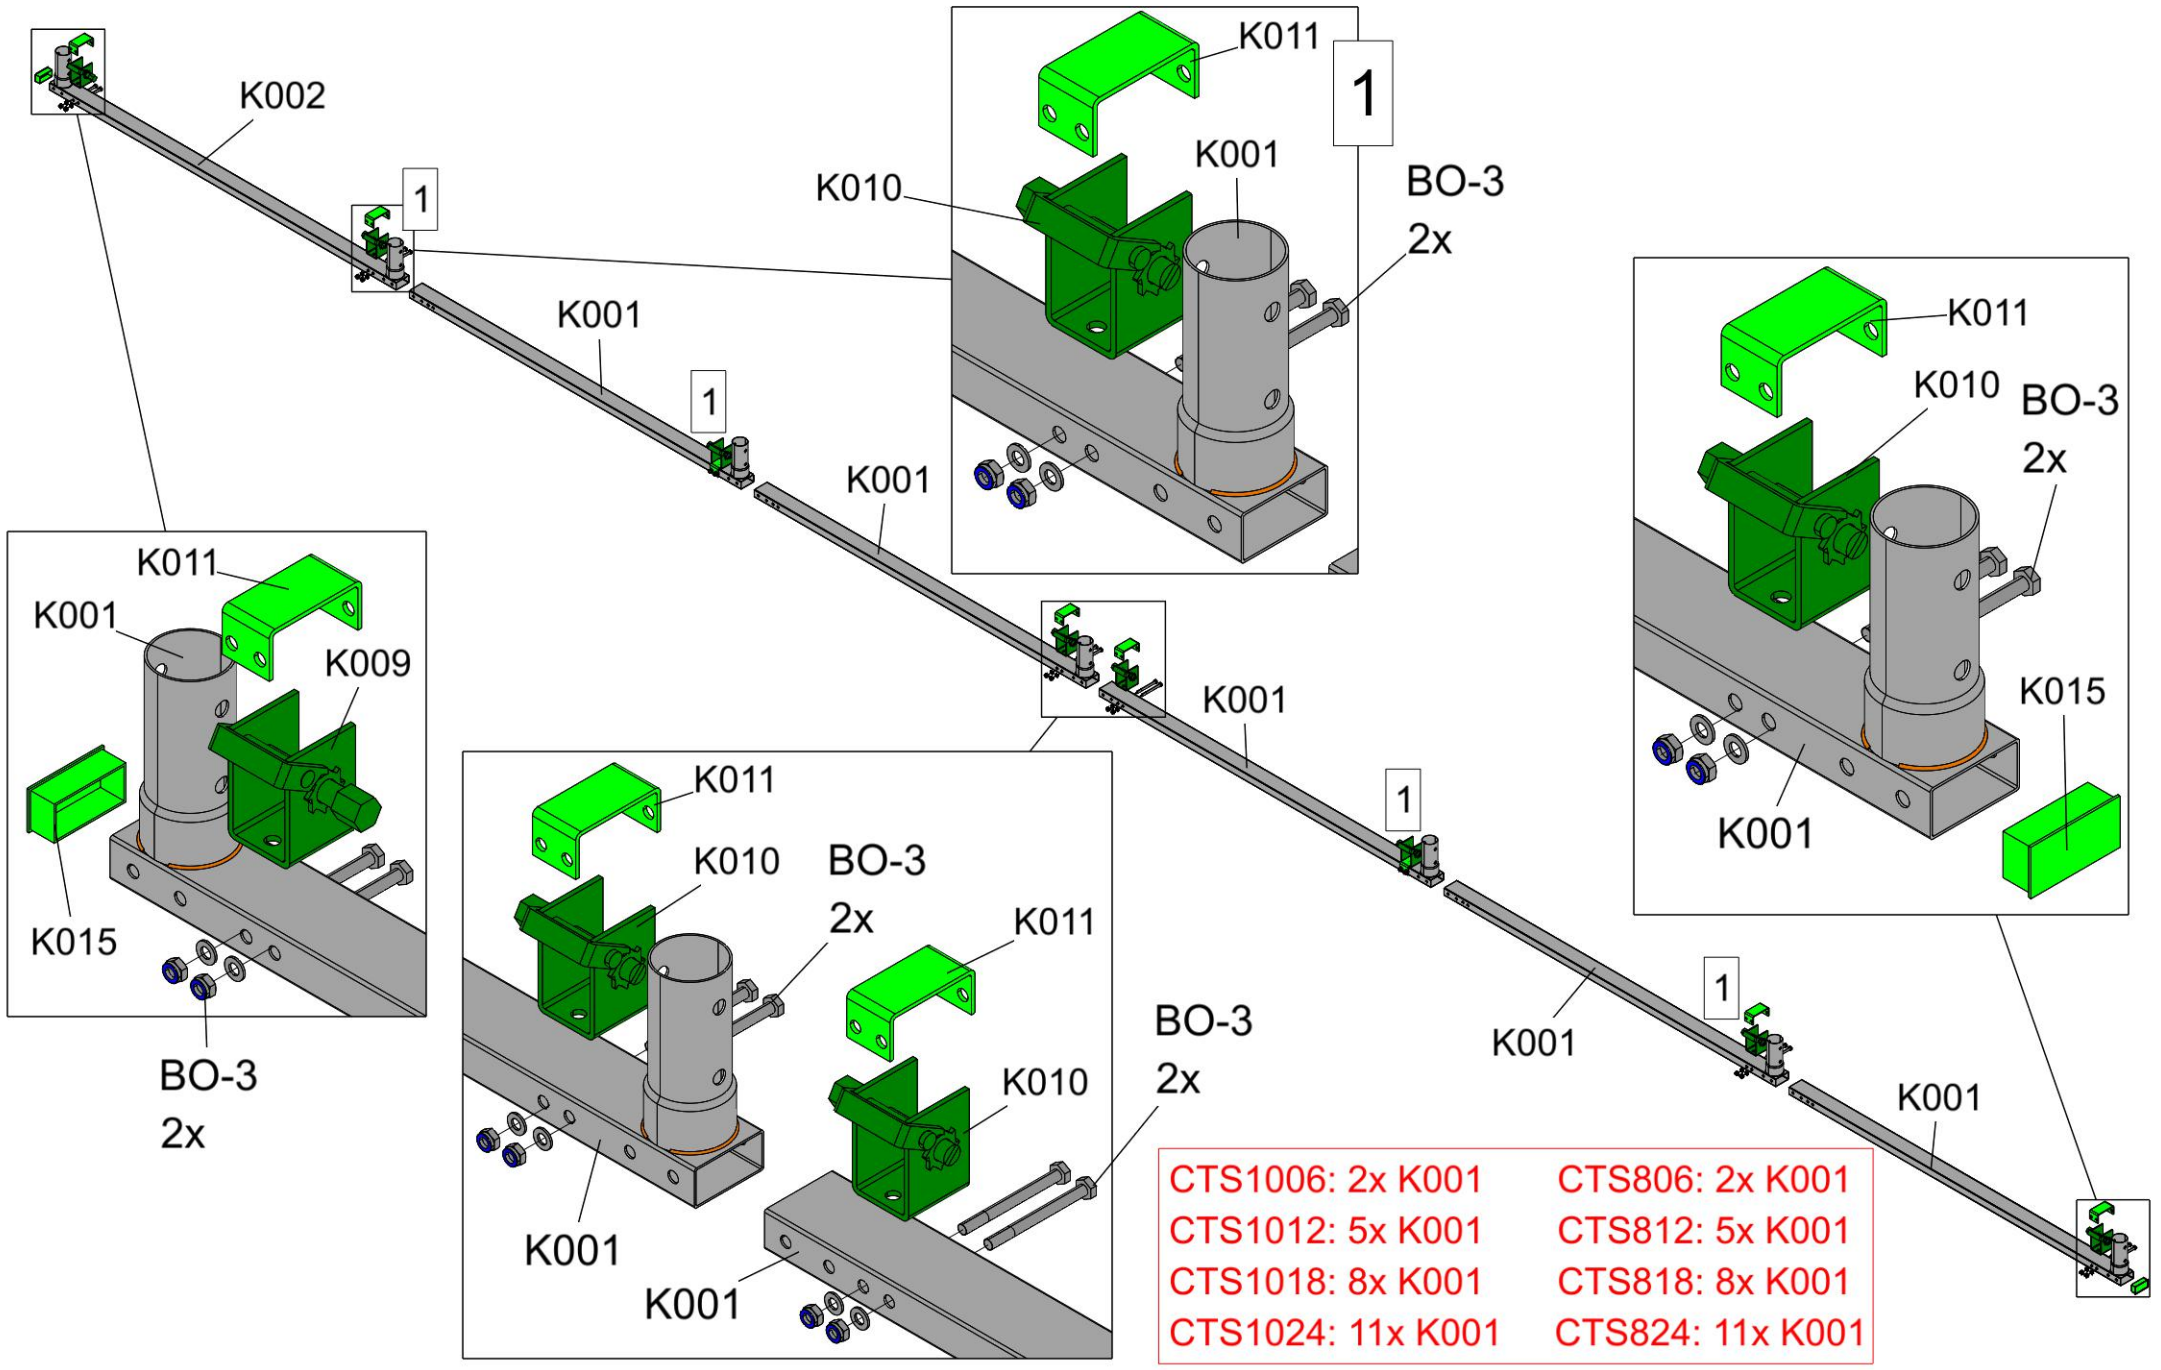 K002
1
K001
1
K001
K011
1
K001
K010
BO-3
2x
K011
K010
BO-3
2x
K015
K001
K011
K001
K009
K015
BO-3
2x
K011
K010
BO-3
2x
K011
K010
BO-3
2x
K001
K001
K001
1
K001
1
K001
CTS1006: 2x K001 CTS806: 2x K001
CTS1012: 5x K001 CTS812: 5x K001
CTS1018: 8x K001 CTS818: 8x K001
CTS1024: 11x K001 CTS824: 11x K001